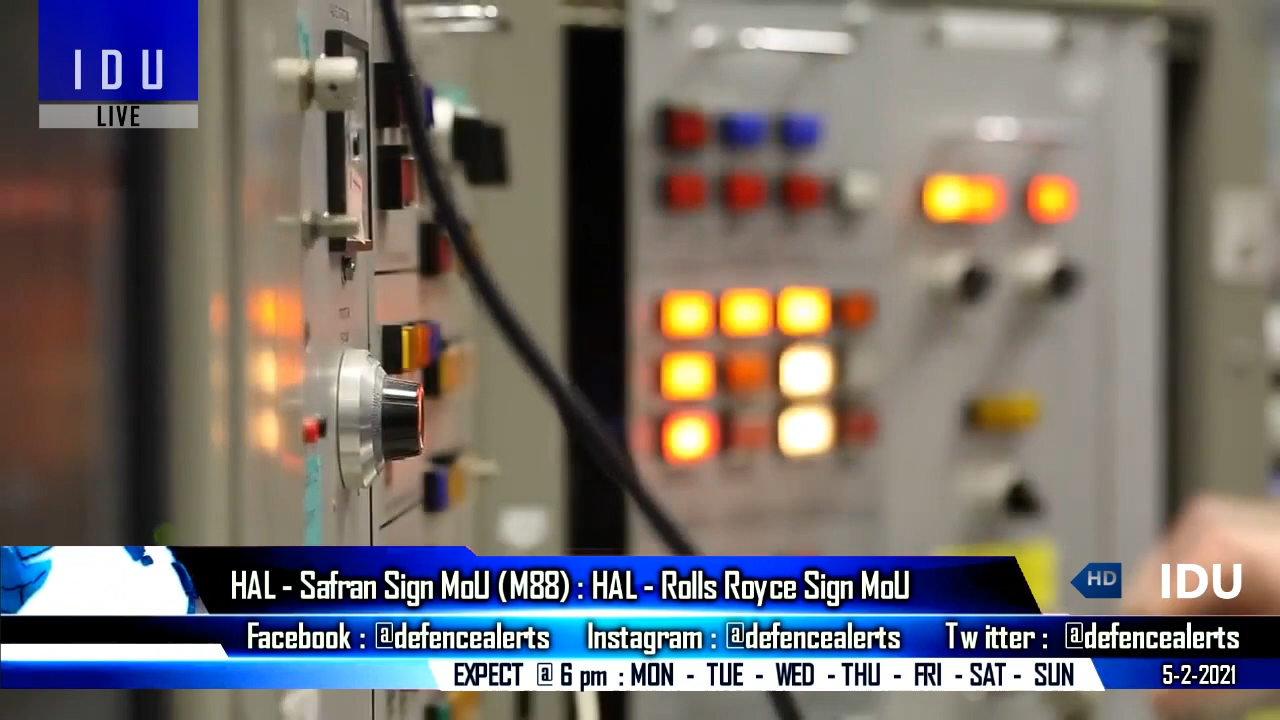 IDU
LIVE
HAL - Safran Sign MoU (M88) : HAL - Rolls Royce Sign MoU
HD IDU
Facebook : @defencealerts Instagram : @defencealerts Tw itter : @defencealerts
EXPECT @ 6 pm : MON - TUE - WED - THU - FRI - SAT - SUN 5-2-2021